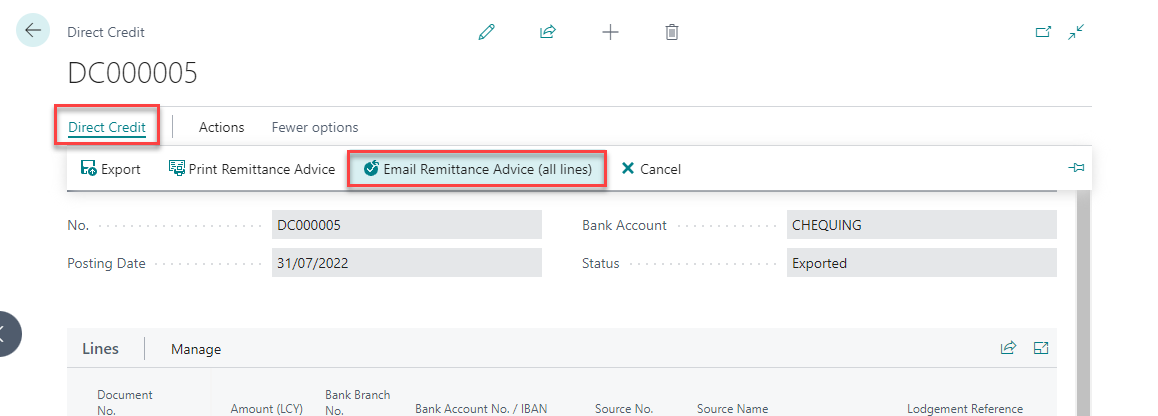 Direct Credit
DC000005
Direct Credit Actions Fewer options
Export Print Remittance Advice Email Remittance Advice (all lines) Cancel
No. DC000005 Bank Account CHEQUING
Posting Date 31/07/2022 Status Exported
Lines Manage
Document Bank Branch
No. Amount (LCY) No. Bank Account No. / IBAN Source No. Source Name Lodgement Reference